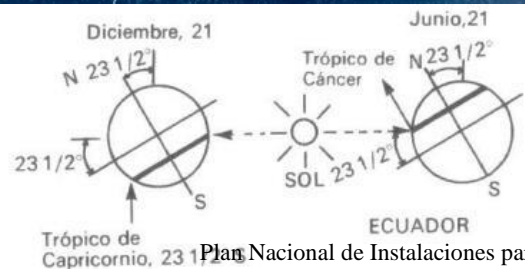 Diciembre, 21
N 23 1/2°
23 1/2°
S
Trópico de
Capricornio, 23 1/2° S
SOL
Junio,21
Trópico de
Cáncer
N 23 1/2°
23 1/2°
S
ECUADOR
Plan Nacional de Instalaciones par